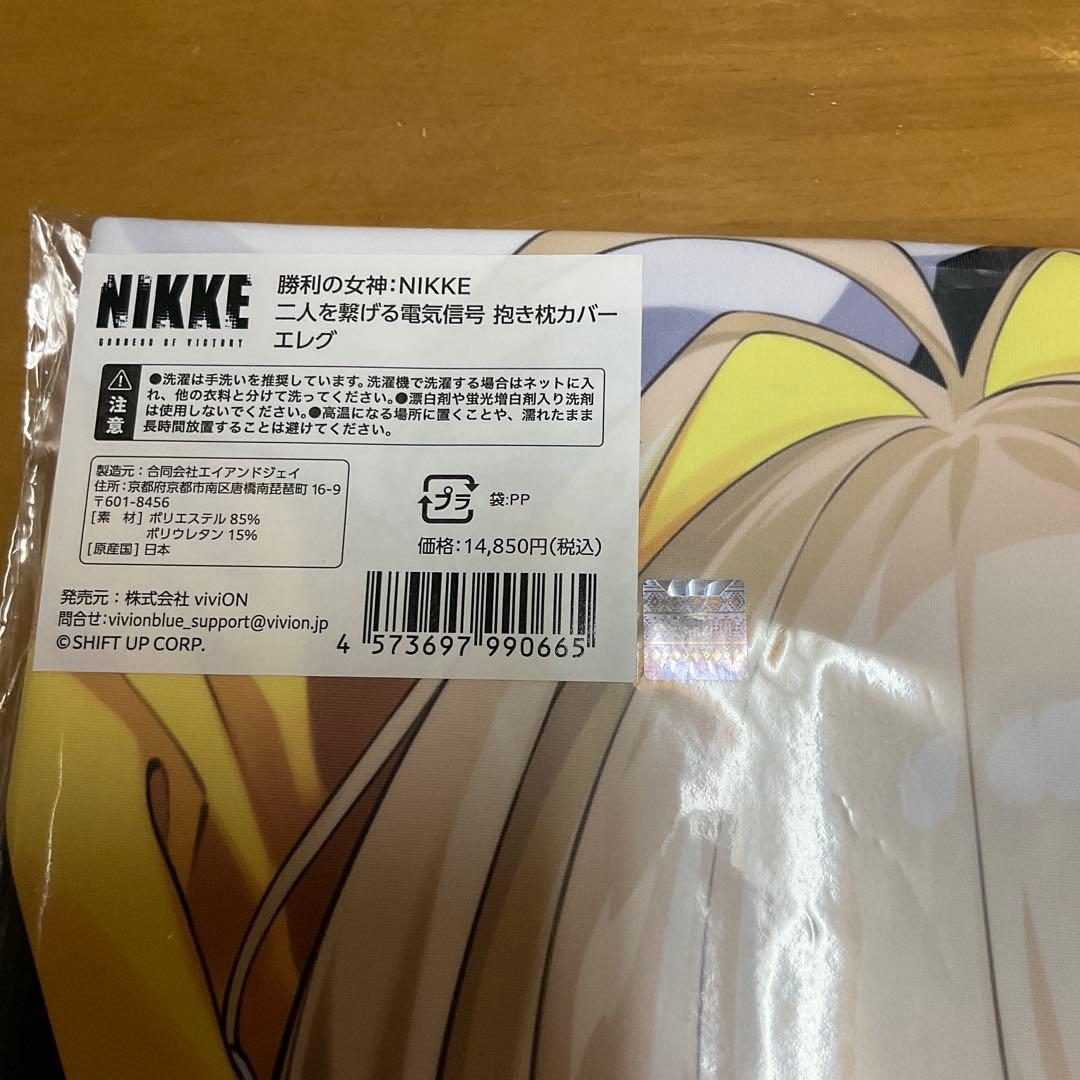 NIKKE
GODDESS OF VICTORY
勝利の女神:NIKKE
二人を繋げる電気信号 抱き枕カバー
エレグ
注意
●洗濯は手洗いを推奨しています。洗濯機で洗濯する場合はネットに入
れ、他の衣料と分けて洗ってください。●漂白剤や蛍光増白剤入り洗剤
は使用しないでください。●高温になる場所に置くことや、濡れたまま
長時間放置することは避けてください。
製造元:合同会社エイアンドジェイ
住所:京都府京都市南区唐橋南琵琶町 16-9
〒601-8456
[素 材] ポリエステル 85%
ポリウレタン 15%
[原産国] 日本
プラ 袋:PP
価格:14,850円(税込)
発売元:株式会社 viviON
問合せ:vivionblue_support@vivion.jp
©SHIFT UP CORP.
4 573697 990665